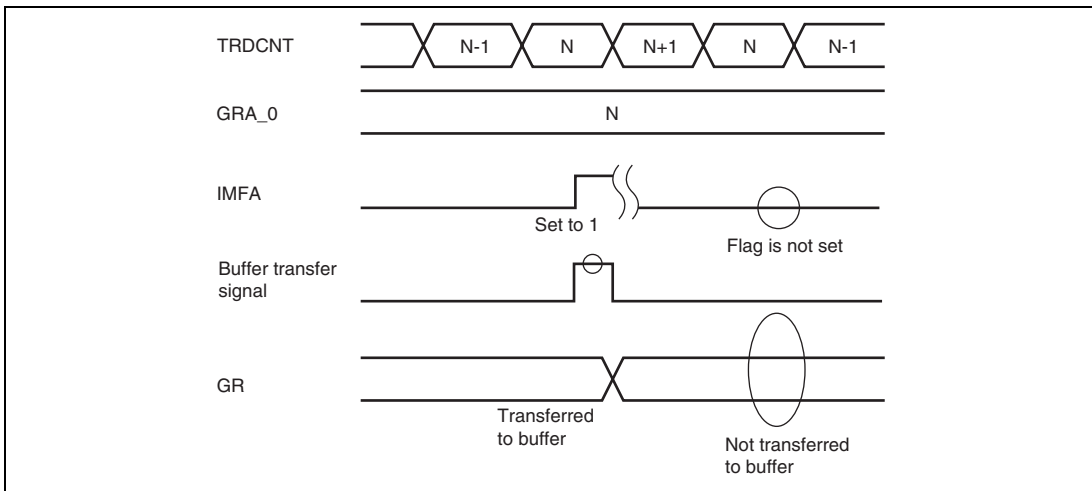 TRDCNT N-1 N N+1 N N-1
GRA_0 N
IMFA
Set to 1
Flag is not set
Buffer transfer
signal
GR
Transferred
to buffer
Not transferred
to buffer